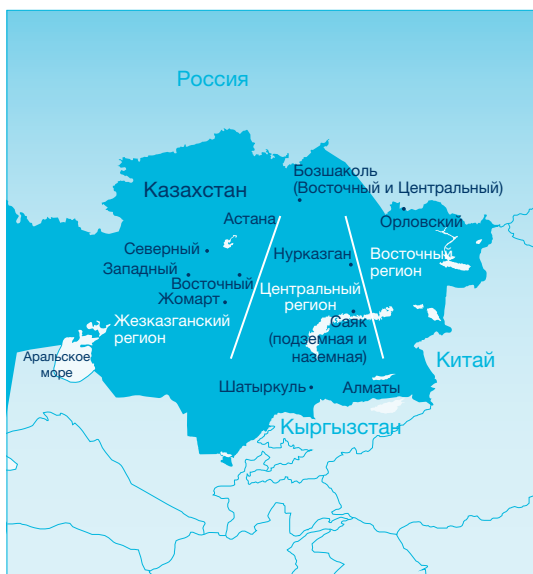 Россия
Бозшаколь
(Восточный и Центральный)
Казахстан
Орловский
Астана
Северный
Нурказган
Восточный
регион
Западный
Восточный
Жомарт
Центральный
регион
Жезказганский
регион
Саяк
(подземная и
наземная)
Аральское
море
Китай
Шатыркуль
Алматы
Кыргызстан